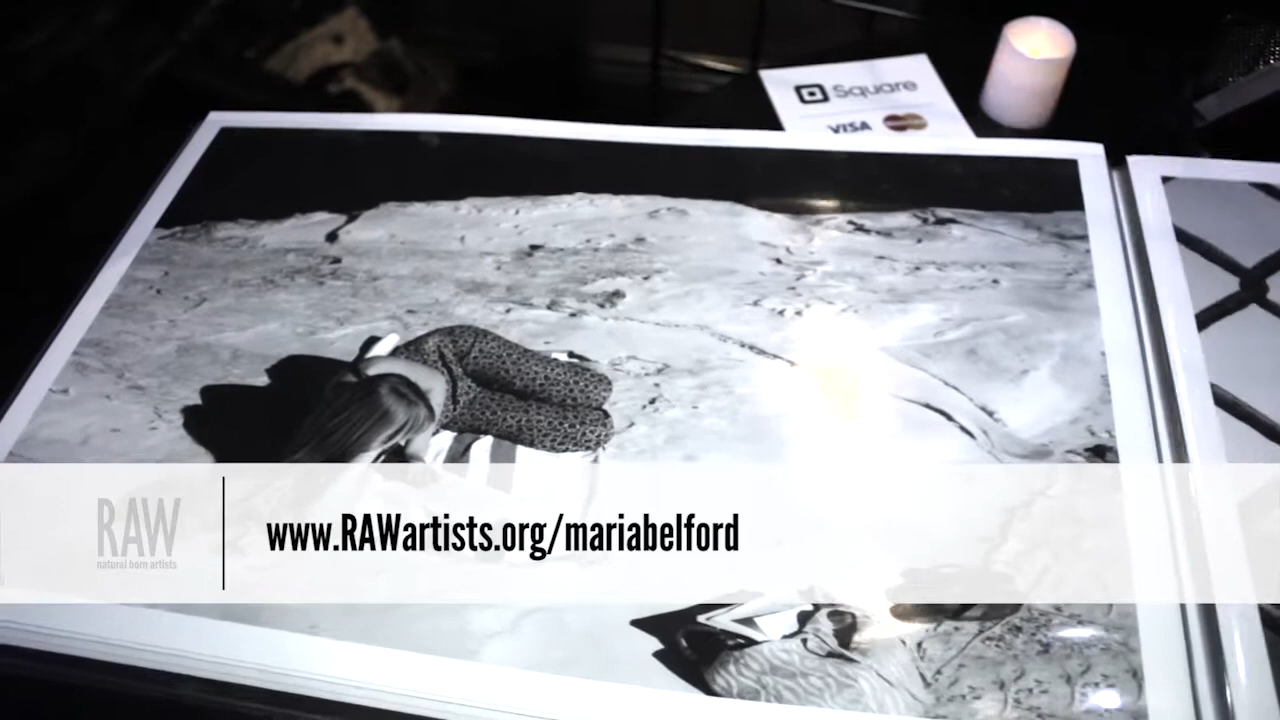 Square
VISA
RAW
natural born artists
www.RAWartists.org/mariabelford